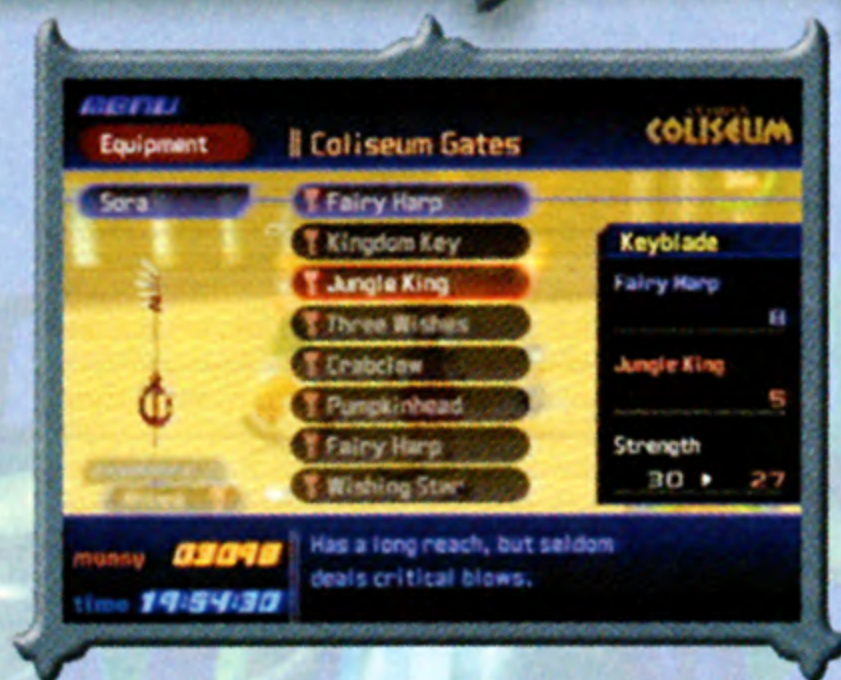 MENU
Equipment
Coliseum Gates
COLISEUM
Sora
Fairy Harp
Kingdom Key
Jungle King
Three Wishes
Crabclaw
Pumpkinhead
Fairy Harp
Wishing Star
Keyblade
Fairy Harp
8
Jungle King
5
Strength
30 ▶ 27
munny 03098
time 19:54:30
Has a long reach, but seldom
deals critical blows.